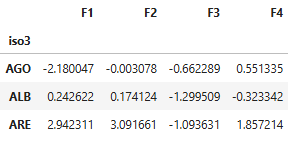 F1 F2 F3 F4
iso3
AGO -2.180047 -0.003078 -0.662289 0.551335
ALB 0.242622 0.174124 -1.299509 -0.323342
ARE 2.942311 3.091661 -1.093631 1.857214